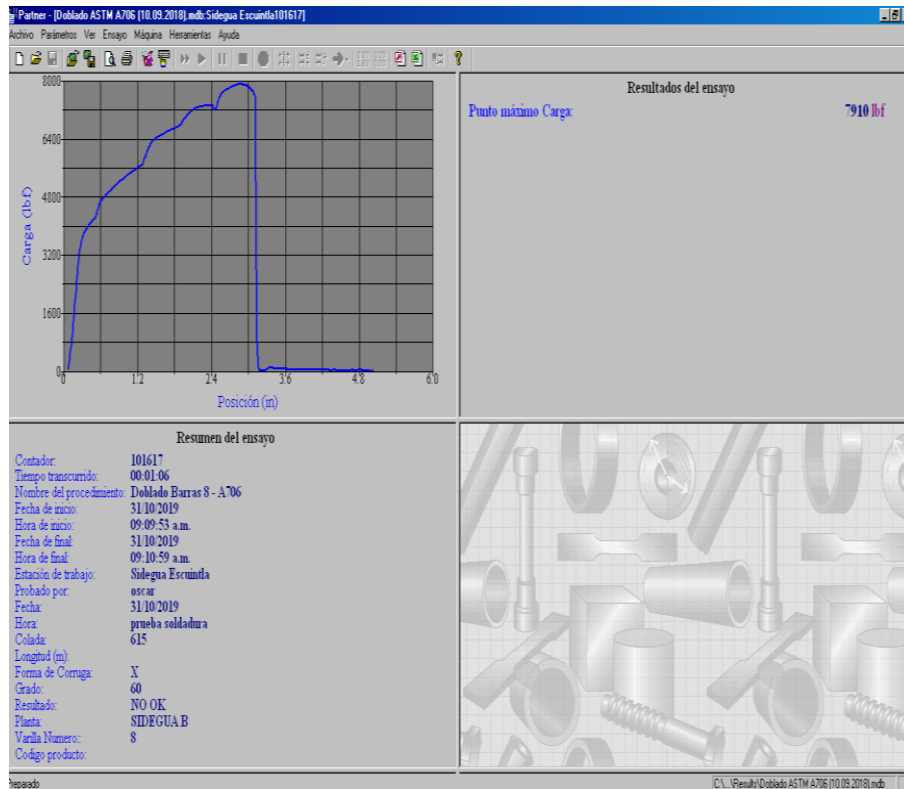 Partner - [Doblado ASTM A706 (10.09.2018).mdb:Sidegua Escuintla101617]
Archivo Parámetros Ver Ensayo Máquina Herramientas Ayuda
8000
6400
4800
3200
1600
0
0 1.2 2.4 3.6 4.8 6.0
Carga (lbf)
Posición (in)
Resultados del ensayo
Punto máximo Carga: 7910 lbf
Resumen del ensayo
Contador: 101617
Tiempo transcurrido: 00:01:06
Nombre del procedimiento: Doblado Barras 8 - A706
Fecha de inicio: 31/10/2019
Hora de inicio: 09:09:53 a.m.
Fecha de final: 31/10/2019
Hora de final: 09:10:59 a.m.
Estación de trabajo: Sidegua Escuintla
Probado por: oscar
Fecha: 31/10/2019
Hora: prueba soldadura
Colada: 615
Longitud (m):
Forma de Corruga: X
Grado: 60
Resultado: NO OK
Planta: SIDEGUA B
Varilla Numero:: 8
Codigo producto:
Preparado
C:\...\Results\Doblado ASTM A706 (10.09.2018).mdb